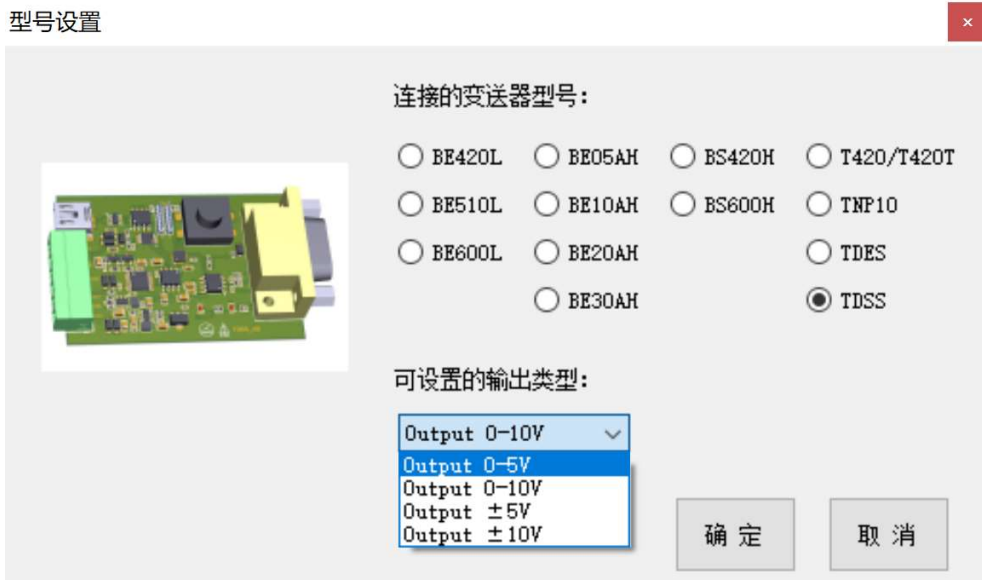 型号设置
连接的变送器型号:
BE420L BE05AH BS420H T420/T420T
BE510L BE10AH BS600H TNP10
BE600L BE20AH TDES
BE30AH TDSS
可设置的输出类型:
Output 0-10V
Output 0-5V
Output 0-10V
Output ±5V
Output ±10V
确定 取消